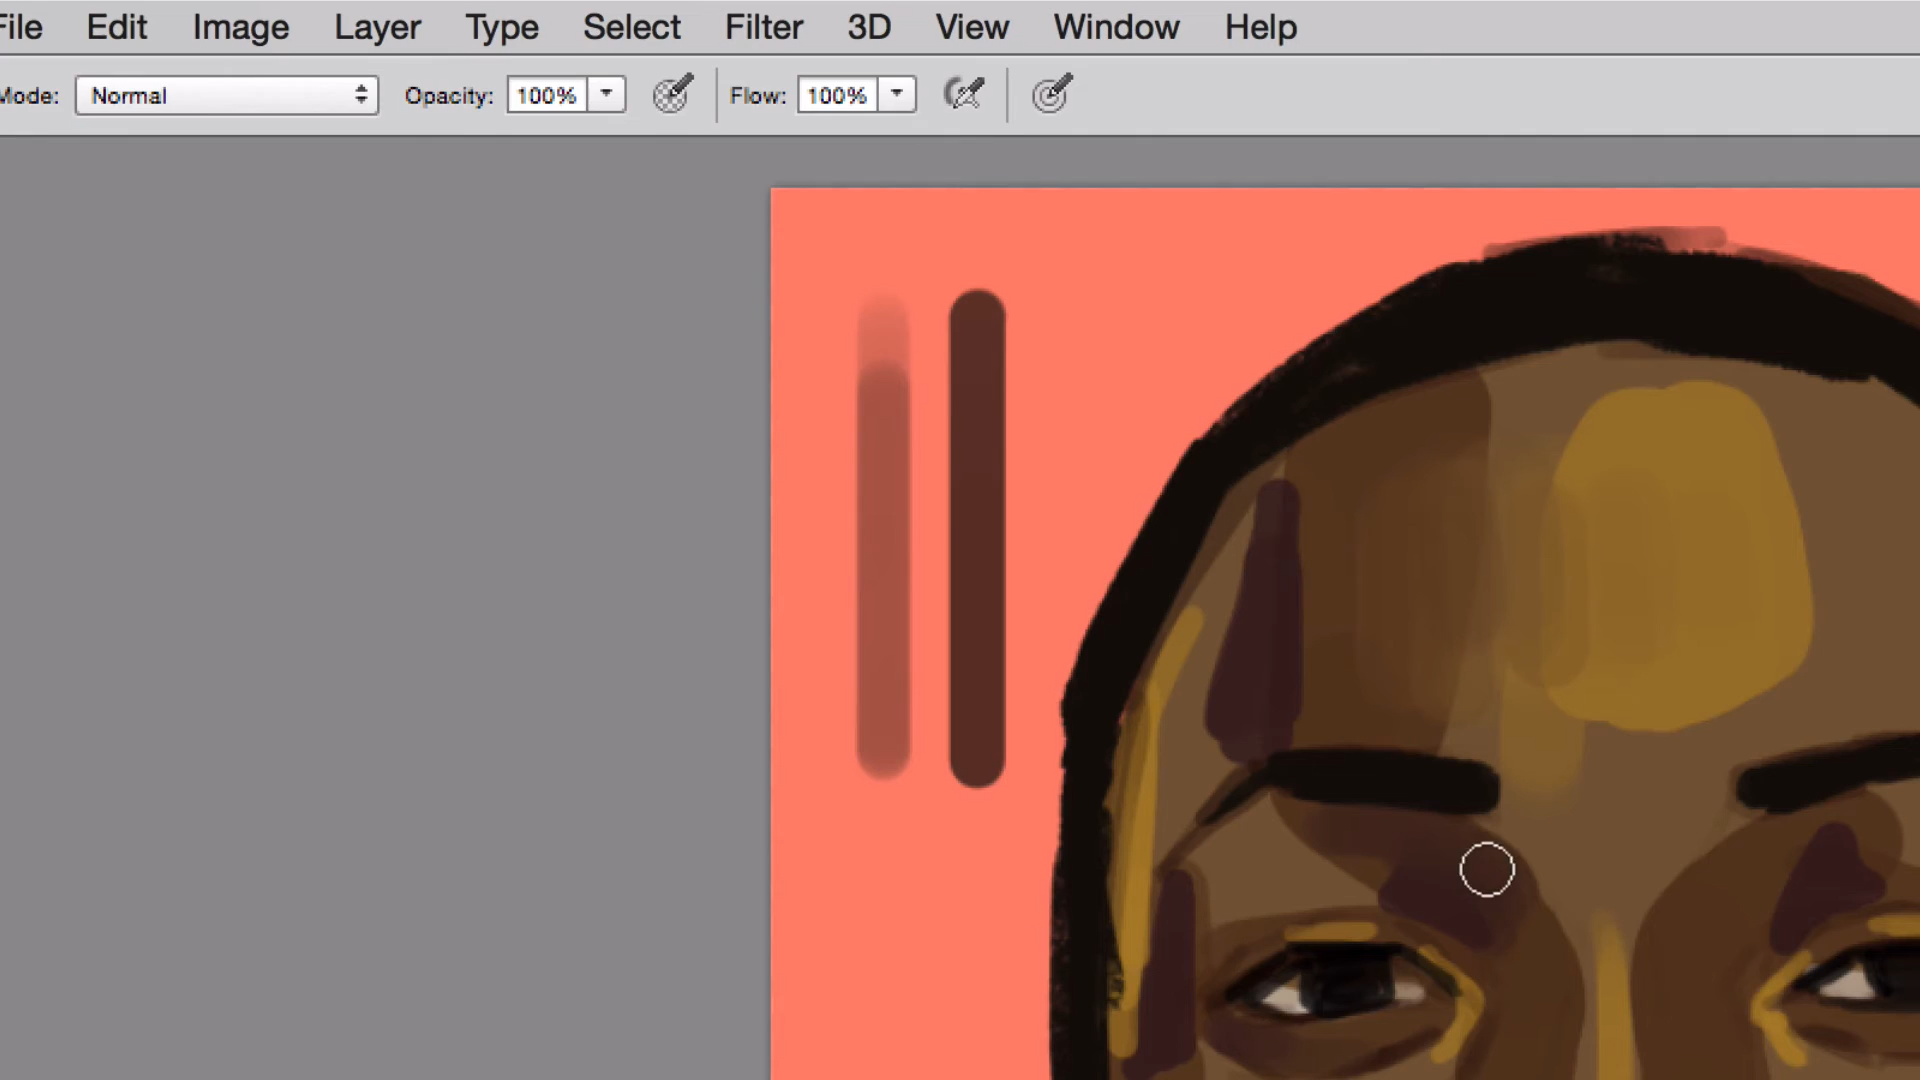 File Edit Image Layer Type Select Filter 3D View Window Help
Mode: Normal Opacity: 100% Flow: 100%